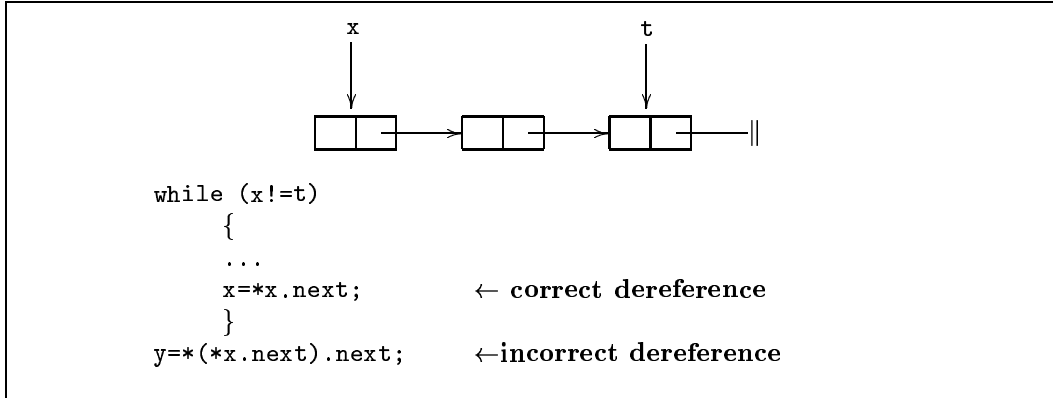 x t
while (x!=t)
{
...
x=*x.next; ← correct dereference
}
y=*(*x.next).next; ←incorrect dereference